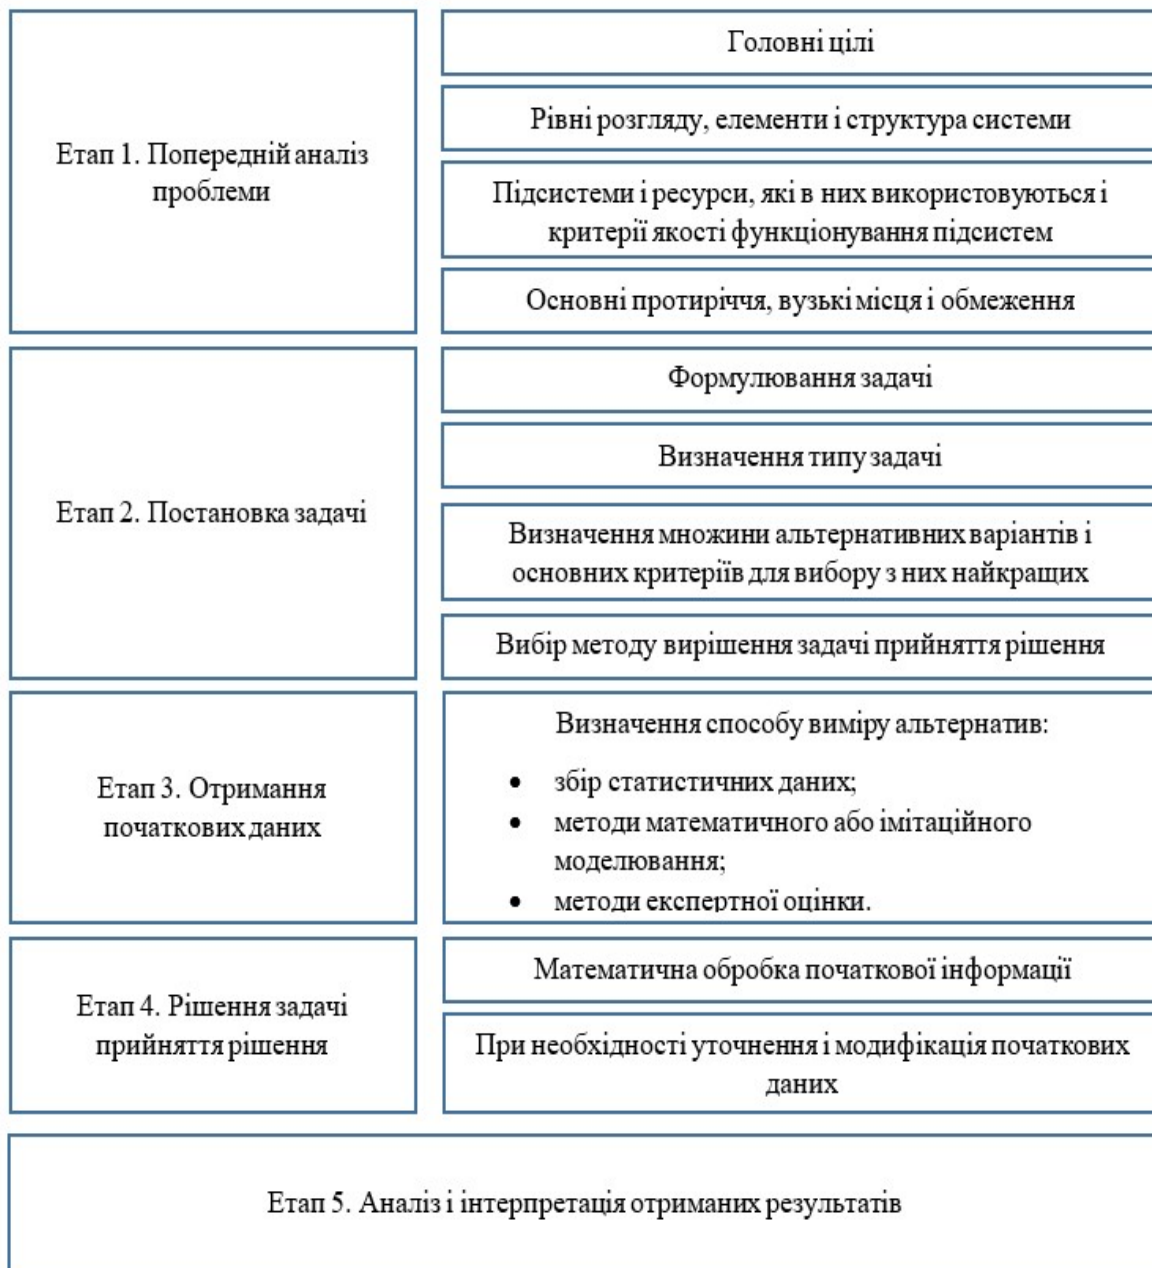 Етап 1. Попередній аналіз
проблеми
Головні цілі
Рівні розгляду, елементи і структура системи
Підсистеми і ресурси, які в них використовуються і
критерії якості функціонування підсистем
Основні протиріччя, вузькі місця і обмеження
Етап 2. Постановка задачі
Формулювання задачі
Визначення типу задачі
Визначення множини альтернативних варіантів і
основних критеріїв для вибору з них найкращих
Вибір методу вирішення задачі прийняття рішення
Етап 3. Отримання
початкових даних
Визначення способу виміру альтернатив:
• збір статистичних даних;
• методи математичного або імітаційного
моделювання;
• методи експертної оцінки.
Етап 4. Рішення задачі
прийняття рішення
Математична обробка початкової інформації
При необхідності уточнення і модифікація початкових
даних
Етап 5. Аналіз і інтерпретація отриманих результатів